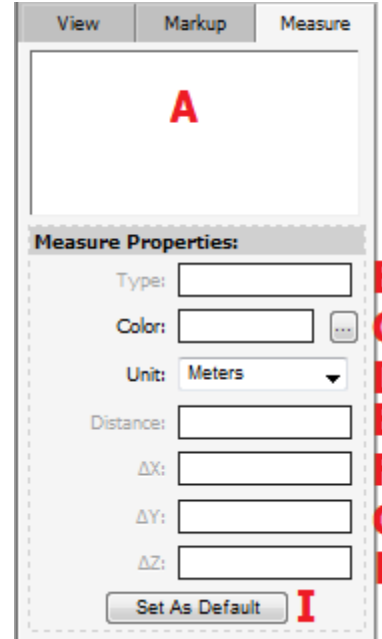 View Markup Measure
A
Measure Properties:
Type:
Color: ...
Unit: Meters
Distance:
ΔX:
ΔY:
ΔZ:
Set As Default I